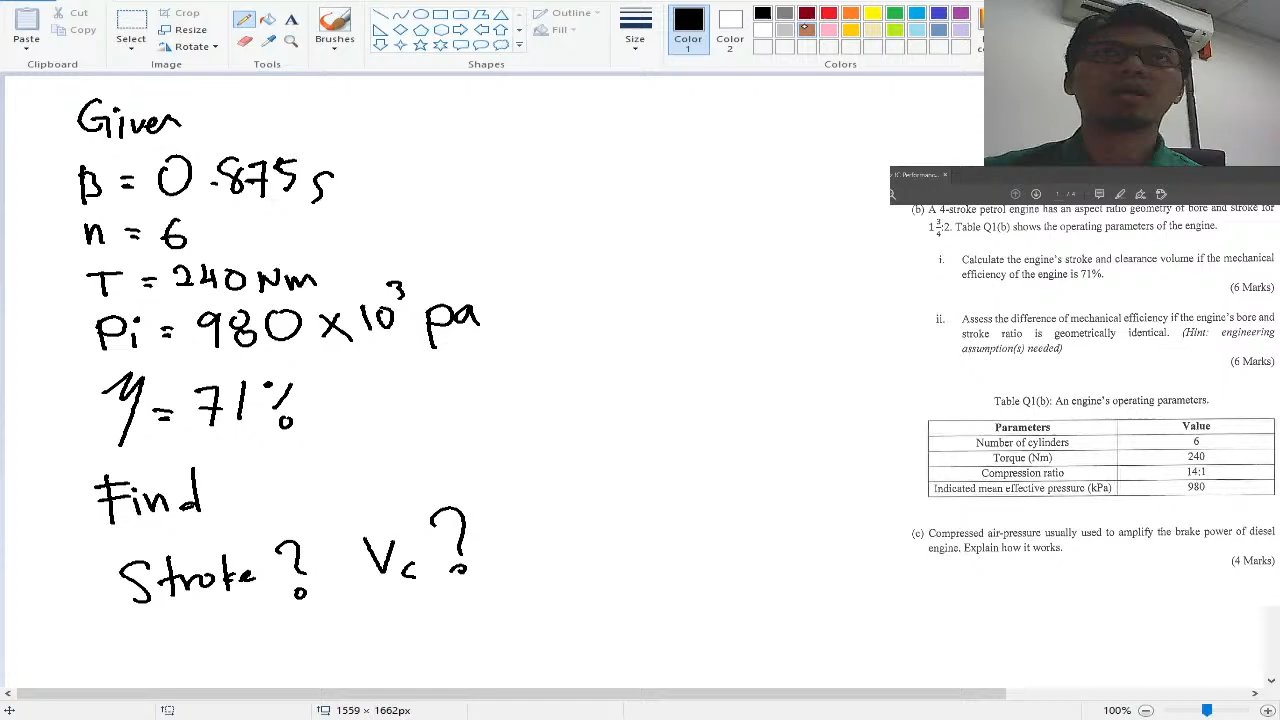 Paste
Cut
Copy
Clipboard
Select
Crop
Resize
Rotate
Image
A
Tools
Brushes
Outline
Fill
Shapes
Size
Color
1
Color
2
Colors
IC Performanc...
1 / 4
Given
B = 0.875 S
n = 6
T = 240 Nm
Pi = 980 × 10³ pa
η = 71%
Find
Stroke ? Vc ?
(b) A 4-stroke petrol engine has an aspect ratio geometry of bore and stroke for
1 3/4:2. Table Q1(b) shows the operating parameters of the engine.
i. Calculate the engine's stroke and clearance volume if the mechanical
efficiency of the engine is 71%.
(6 Marks)
ii. Assess the difference of mechanical efficiency if the engine's bore and
stroke ratio is geometrically identical. (Hint: engineering
assumption(s) needed)
(6 Marks)
Table Q1(b): An engine's operating parameters.
Parameters Value
Number of cylinders 6
Torque (Nm) 240
Compression ratio 14:1
Indicated mean effective pressure (kPa) 980
(c) Compressed air-pressure usually used to amplify the brake power of diesel
engine. Explain how it works.
(4 Marks)
1559 × 1662px
100%